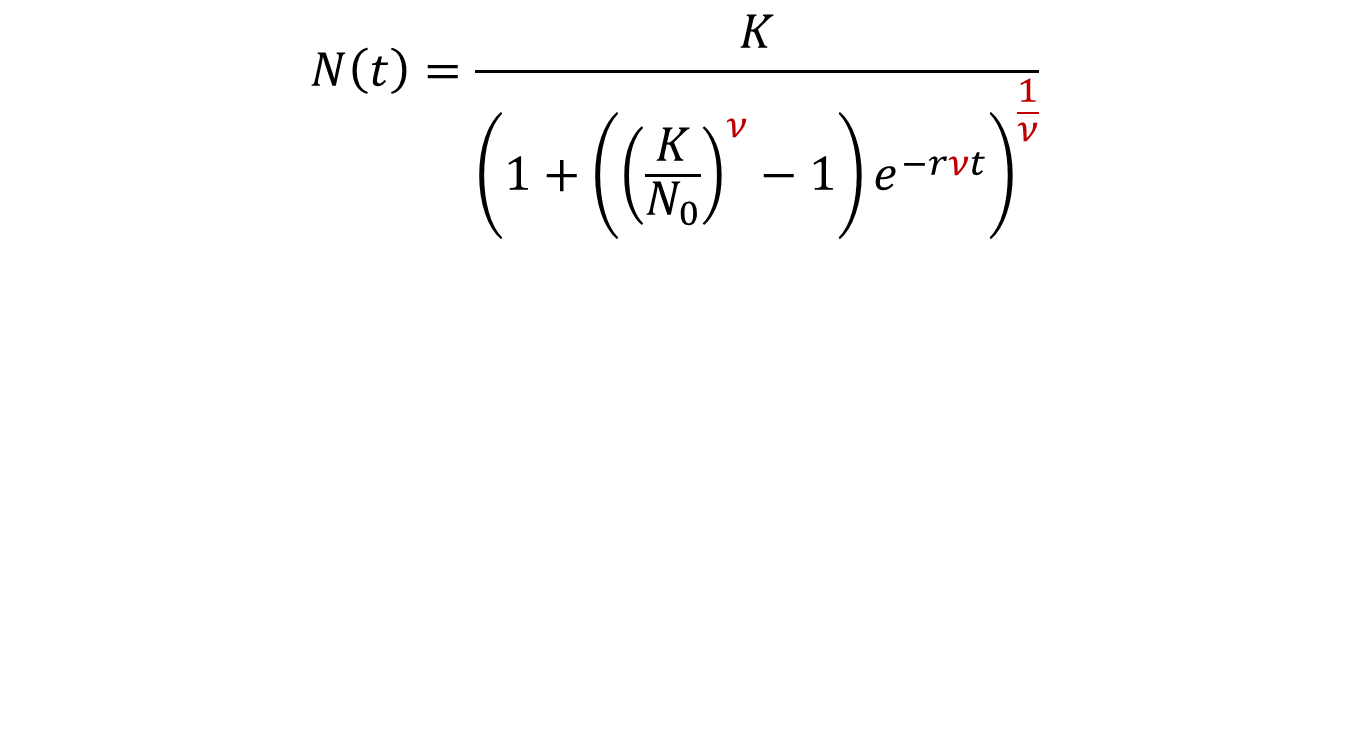 N(t) = K / (1 + ((K/N₀)^ν − 1) e^(−rνt))^(1/ν)